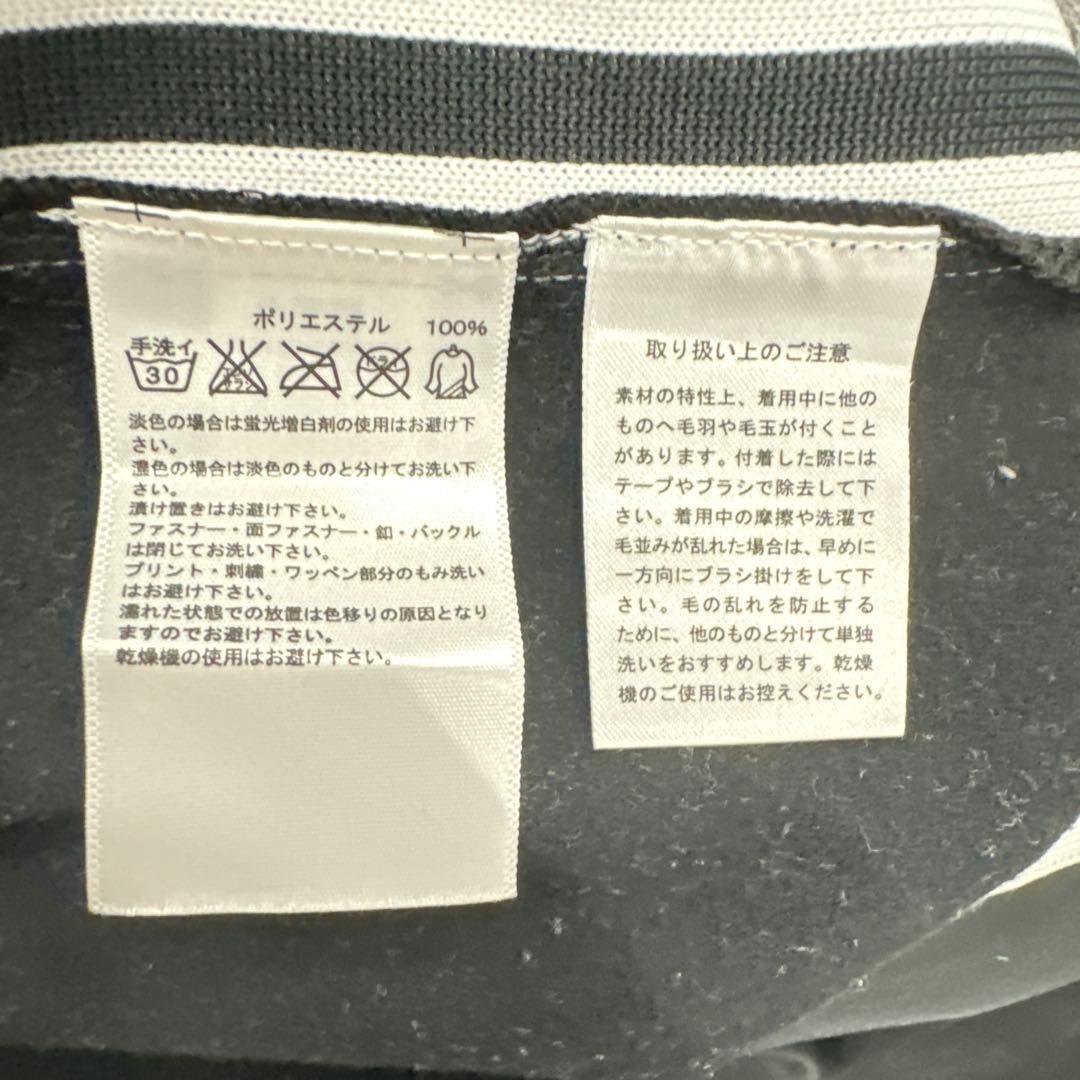 ポリエステル 100%
手洗イ
30
エンソサラシ
ドライ
淡色の場合は蛍光増白剤の使用はお避け下
さい。
濃色の場合は淡色のものと分けてお洗い下
さい。
漬け置きはお避け下さい。
ファスナー・面ファスナー・釦・バックル
は閉じてお洗い下さい。
プリント・刺繍・ワッペン部分のもみ洗い
はお避け下さい。
濡れた状態での放置は色移りの原因となり
ますのでお避け下さい。
乾燥機の使用はお避け下さい。
取り扱い上のご注意
素材の特性上、着用中に他の
ものへ毛羽や毛玉が付くこと
があります。付着した際には
テープやブラシで除去して下
さい。着用中の摩擦や洗濯で
毛並みが乱れた場合は、早めに
一方向にブラシ掛けをして下
さい。毛の乱れを防止する
ために、他のものと分けて単独
洗いをおすすめします。乾燥
機のご使用はお控えください。